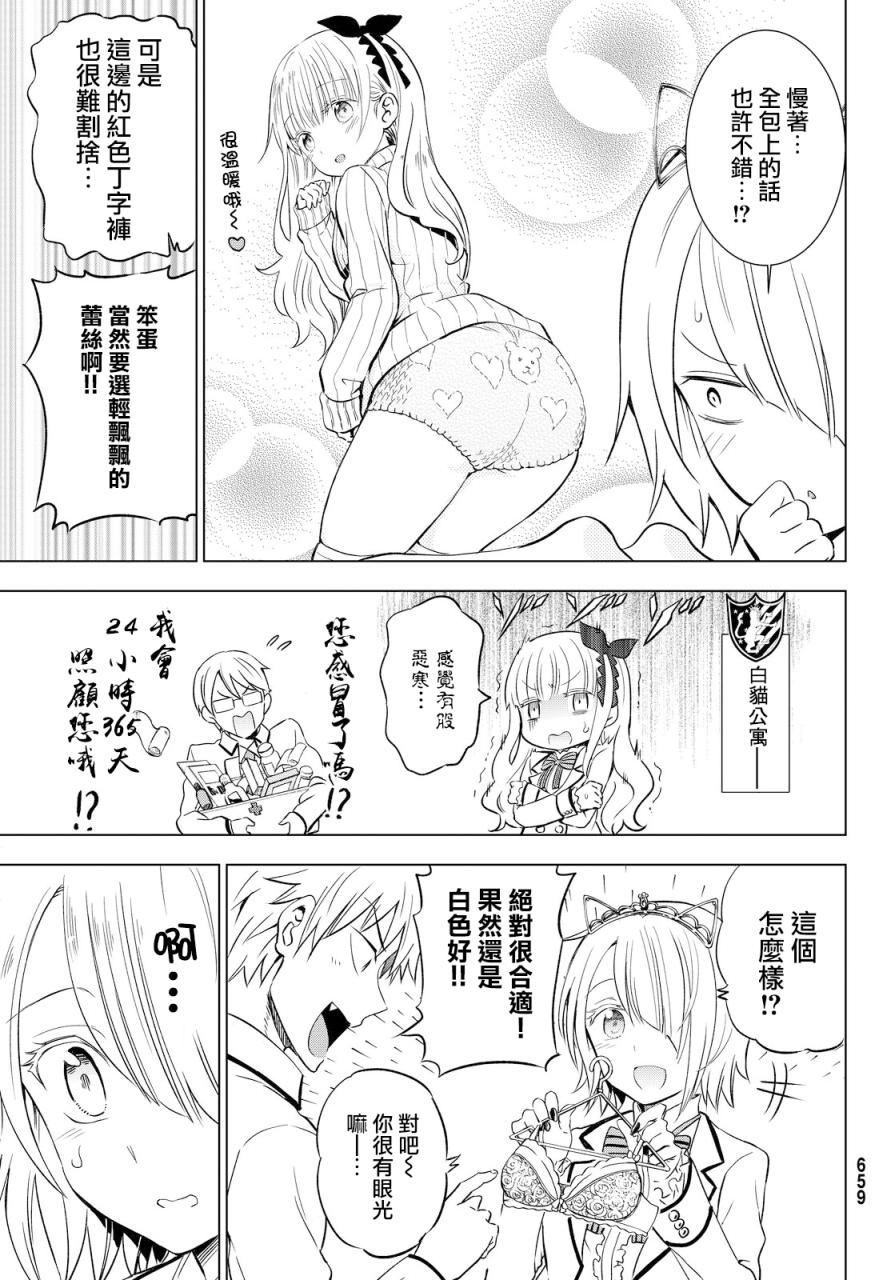 慢著…
全包上的話
也許不錯…!?
很溫暖哦～♥
可是
這邊的紅色丁字褲
也很難割捨…
笨蛋
當然要選輕飄飄的
蕾絲啊!!
白貓公寓——
感覺有股
惡寒…
您感冒了嗎!?
我會
24小時365天
照顧您哦!?
這個
怎麼樣!?
絕對很合適！
果然還是
白色好!!
對吧～
你很有眼光
嘛—…
啊…
659